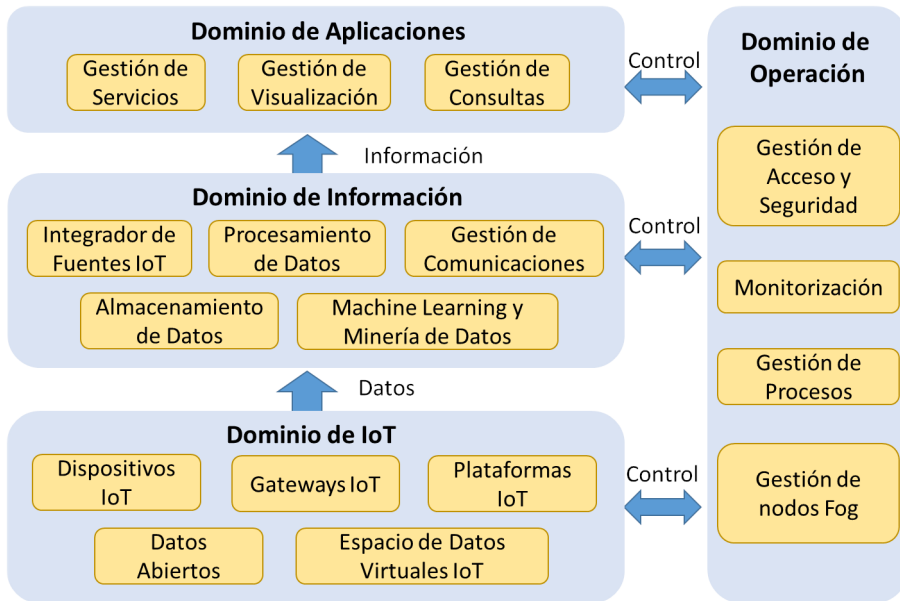 Dominio de Aplicaciones
Gestión de
Servicios
Gestión de
Visualización
Gestión de
Consultas
Control
Dominio de
Operación
Información
Gestión de
Acceso y
Seguridad
Dominio de Información
Integrador de
Fuentes IoT
Procesamiento
de Datos
Gestión de
Comunicaciones
Control
Almacenamiento
de Datos
Machine Learning y
Minería de Datos
Monitorización
Datos
Gestión de
Procesos
Dominio de IoT
Dispositivos
IoT
Gateways IoT
Plataformas
IoT
Control
Gestión de
nodos Fog
Datos
Abiertos
Espacio de Datos
Virtuales IoT